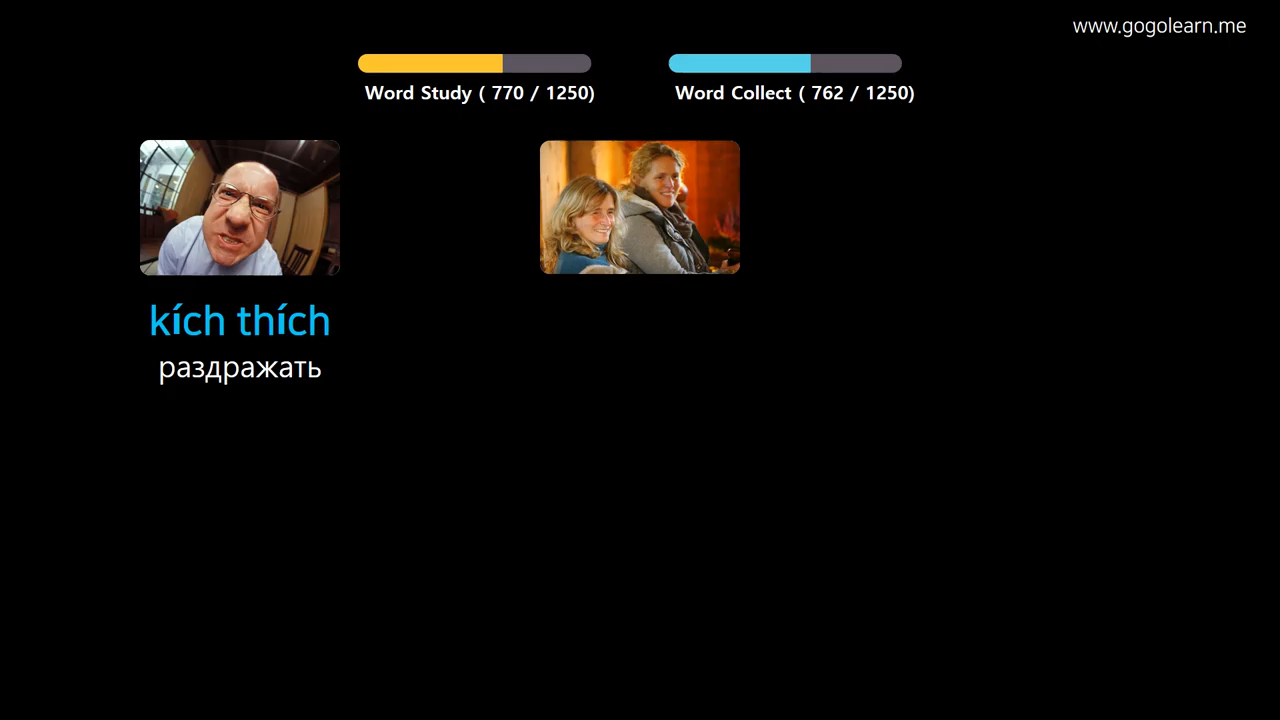 www.gogolearn.me
Word Study ( 770 / 1250)
Word Collect ( 762 / 1250)
kích thích
раздражать